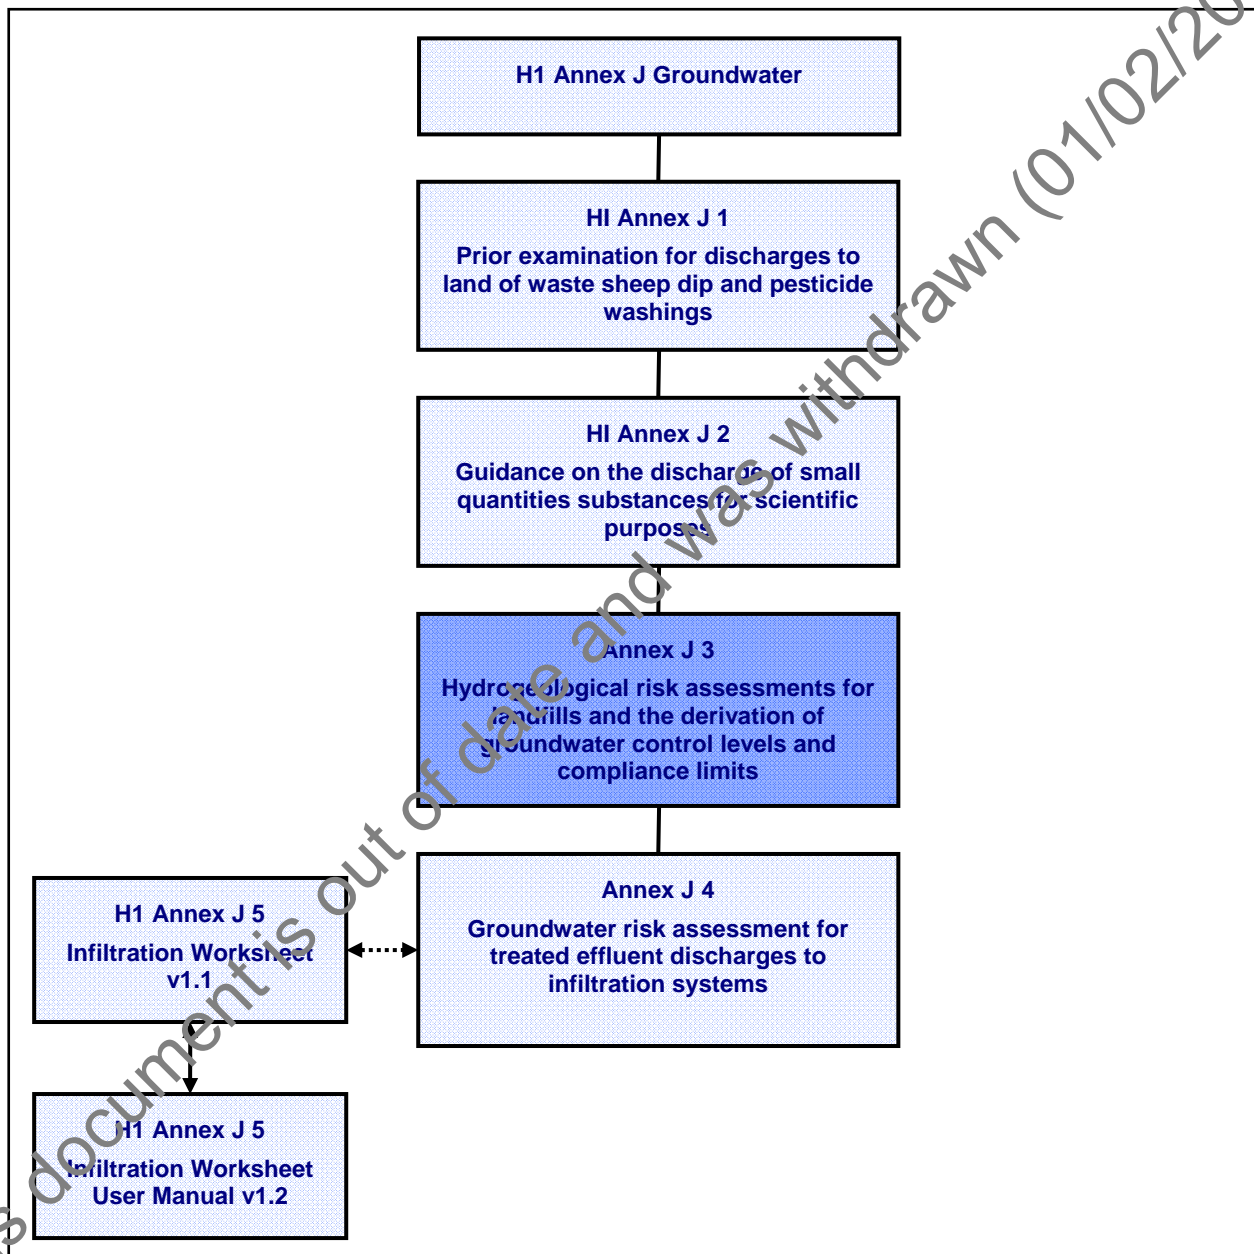 H1 Annex J Groundwater
HI Annex J 1
Prior examination for discharges to
land of waste sheep dip and pesticide
washings
HI Annex J 2
Guidance on the discharge of small
quantities substances for scientific
purposes
Annex J 3
Hydrogeological risk assessments for
landfills and the derivation of
groundwater control levels and
compliance limits
Annex J 4
Groundwater risk assessment for
treated effluent discharges to
infiltration systems
H1 Annex J 5
Infiltration Worksheet
v1.1
H1 Annex J 5
Infiltration Worksheet
User Manual v1.2
document is out of date and was withdrawn